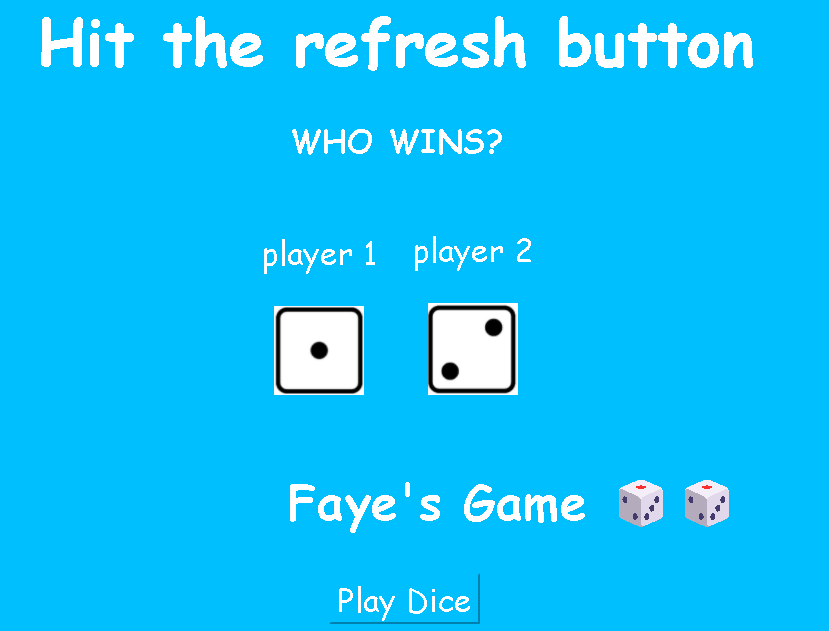 Hit the refresh button
WHO WINS?
player 1 player 2
Faye's Game
Play Dice